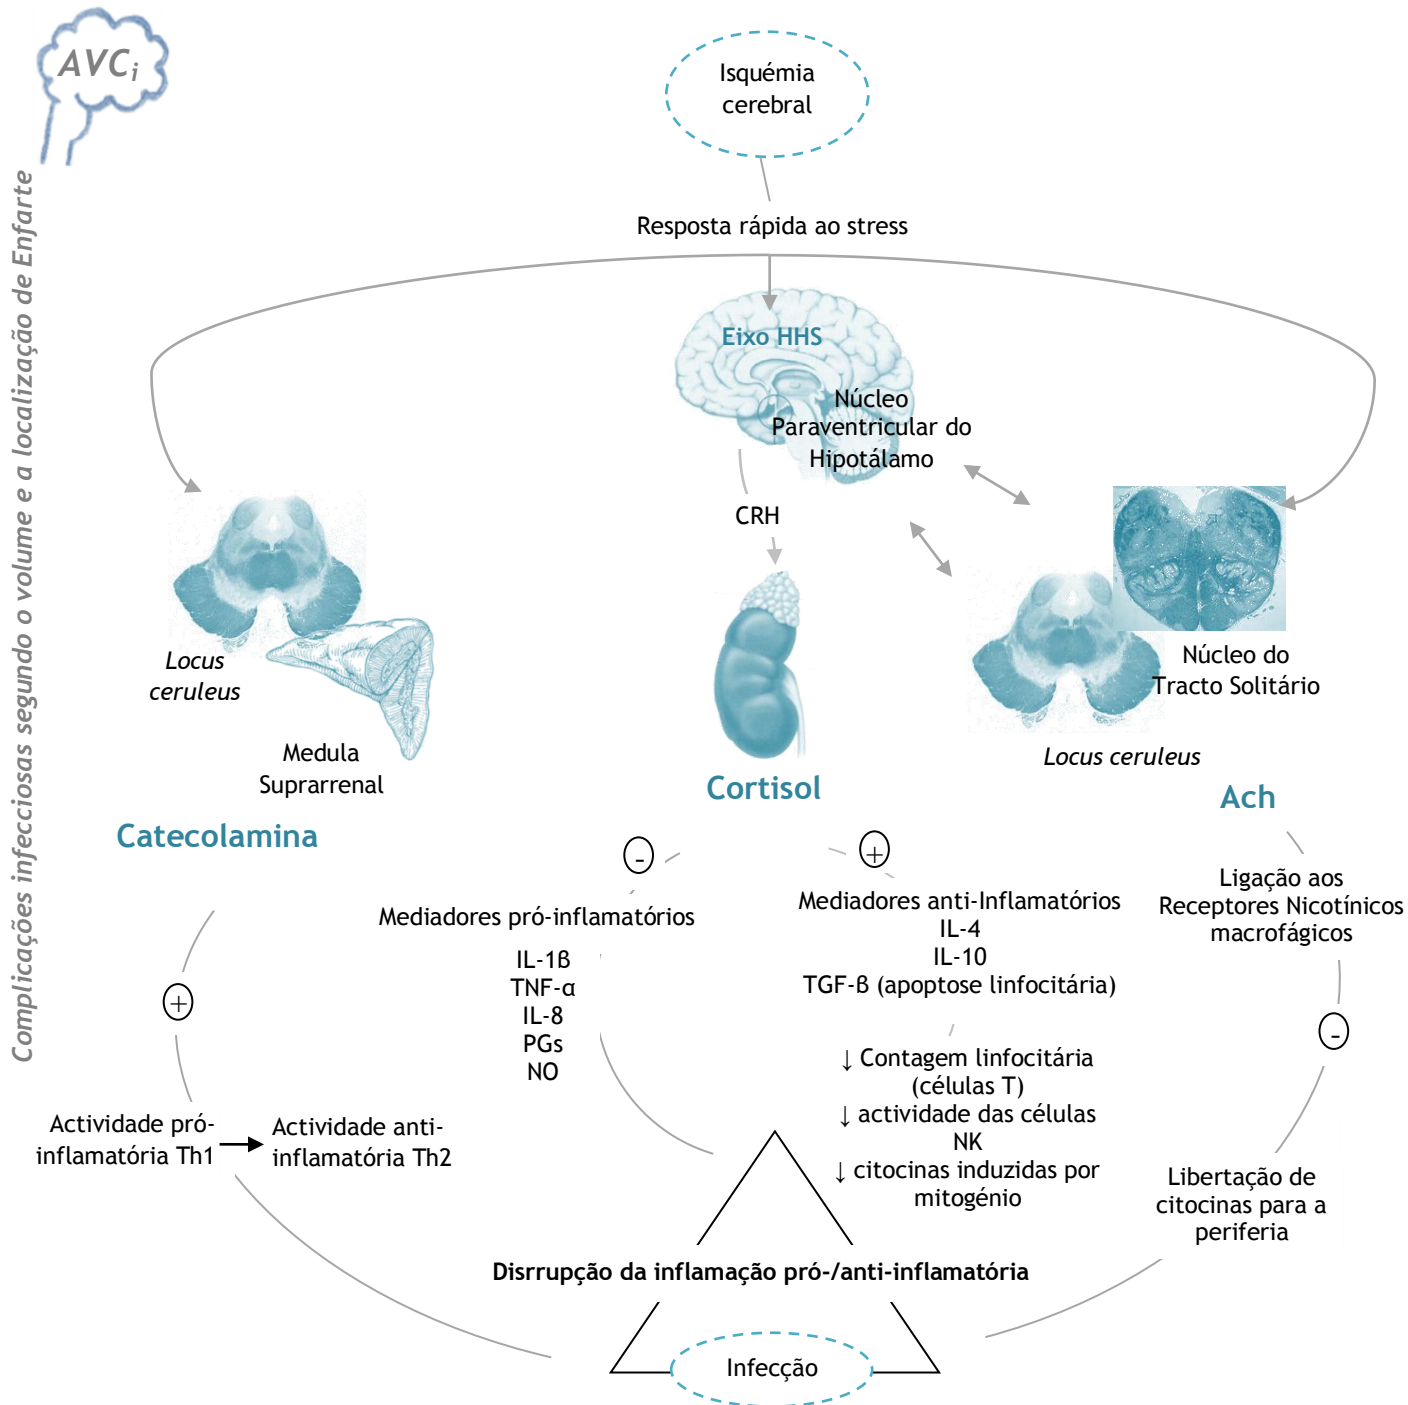 AVCi
Complicações infecciosas segundo o volume e a localização de Enfarte
Isquémia
cerebral
Resposta rápida ao stress
Eixo HHS
Núcleo
Paraventricular do
Hipotálamo
CRH
Locus
ceruleus
Medula
Suprarrenal
Catecolamina
Cortisol
Núcleo do
Tracto Solitário
Locus ceruleus
Ach
-
+
Mediadores pró-inflamatórios
IL-1ß
TNF-α
IL-8
PGs
NO
Mediadores anti-Inflamatórios
IL-4
IL-10
TGF-ß (apoptose linfocitária)
↓ Contagem linfocitária
(células T)
↓ actividade das células
NK
↓ citocinas induzidas por
mitogénio
Ligação aos
Receptores Nicotínicos
macrofágicos
-
Libertação de
citocinas para a
periferia
+
Actividade pró-
inflamatória Th1
Actividade anti-
inflamatória Th2
Disrrupção da inflamação pró-/anti-inflamatória
Infecção